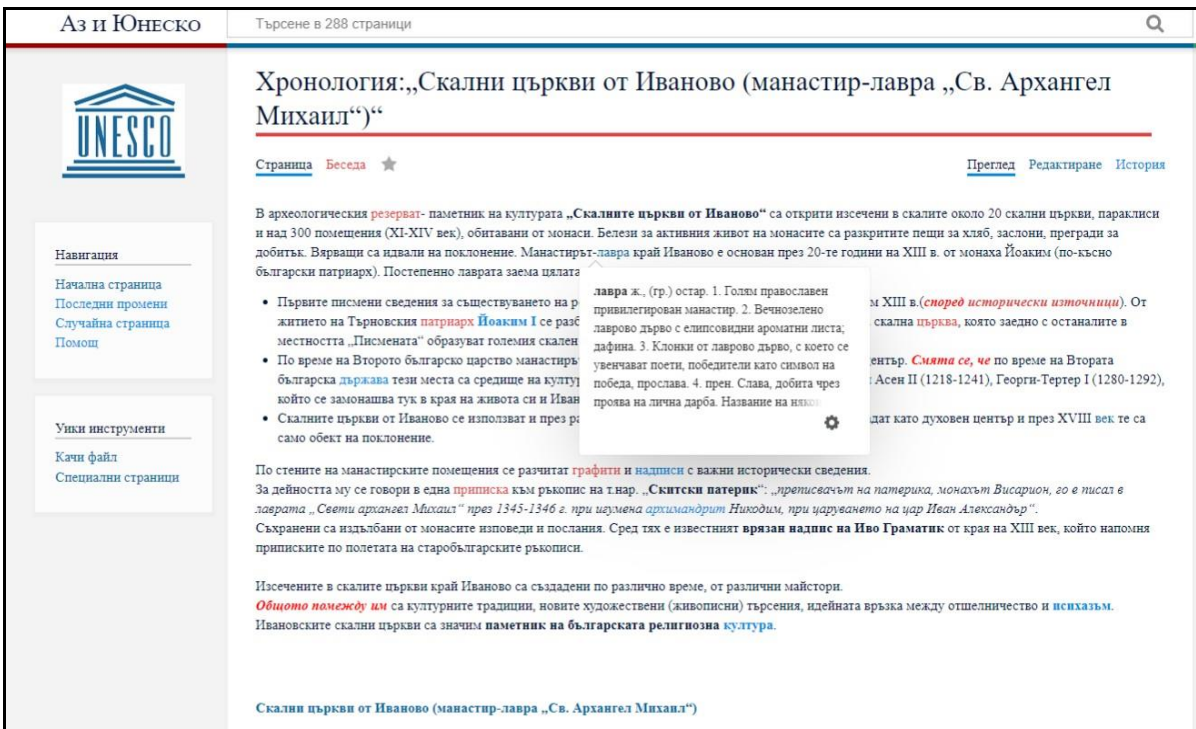 Аз и Юнеско
Търсене в 288 страници
UNESCO
Навигация
Начална страница
Последни промени
Случайна страница
Помощ
Уики инструменти
Качи файл
Специални страници
Хронология:„Скални църкви от Иваново (манастир-лавра „Св. Архангел
Михаил“)“
Страница Беседа
Преглед Редактиране История
В археологическия резерват- паметник на културата „Скалните църкви от Иваново“ са открити изсечени в скалите около 20 скални църкви, параклиси
и над 300 помещения (XI-XIV век), обитавани от монаси. Белези за активния живот на монасите са разкритите пещи за хляб, заслони, прегради за
добитък. Вярващи са идвали на поклонение. Манастирът-лавра край Иваново е основан през 20-те години на XIII в. от монаха Йоаким (по-късно
български патриарх). Постепенно лаврата заема цялата
• Първите писмени сведения за съществуването на м XIII в.(според исторически източници). От
житието на Търновския патриарх Йоаким I се скална църква, която заедно с останалите в
местността „Писмената“ образуват големия скален
• По време на Второто българско царство Смята се, че по време на Втората
българска държава тези места са средище на Асен II (1218-1241), Георги-Тертер I (1280-1292),
който се замонашва тук в края на живота си и
• Скалните църкви от Иваново се използват и през като духовен център и през XVIII век те са
само обект на поклонение.
лавра ж., (гр.) остар. 1. Голям православен
привилегирован манастир. 2. Вечнозелено
лаврово дърво с елипсовидни ароматни листа;
дафина. 3. Клонки от лаврово дърво, с което се
увенчават поети, победители като символ на
победа, прослава. 4. прен. Слава, добита чрез
проява на лична дарба. Название на
По стените на манастирските помещения се разчитат графити и надписи с важни исторически сведения.
За дейността му се говори в една приписка към ръкопис на т.нар. „Скитски патерик“: „преписвачът на патерика, монахът Висарион, го е писал в
лаврата „Свети архангел Михаил“ през 1345-1346 г. при игумена архимандрит Никодим, при царуването на цар Иван Александър“.
Съхранени са издълбани от монасите изповеди и послания. Сред тях е известният врязан надпис на Иво Граматик от края на XIII век, който напомня
приписките по полетата на старобългарските ръкописи.
Изсечените в скалите църкви край Иваново са създадени по различно време, от различни майстори.
Общото помежду им са културните традиции, новите художествени (живописни) търсения, идейната връзка между отшелничество и исихазъм.
Ивановските скални църкви са значим паметник на българската религиозна култура.
Скални църкви от Иваново (манастир-лавра „Св. Архангел Михаил“)